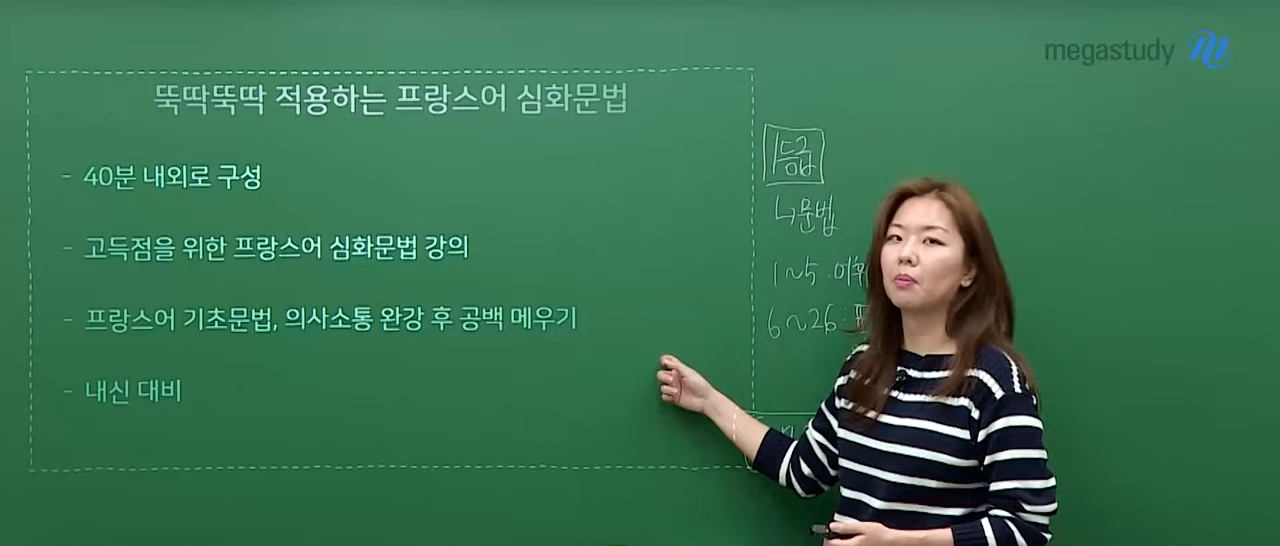 megastudy
뚝딱뚝딱 적용하는 프랑스어 심화문법
- 40분 내외로 구성
- 고득점을 위한 프랑스어 심화문법 강의
- 프랑스어 기초문법, 의사소통 완강 후 공백 메우기
- 내신 대비
1등급
↳문법
1~5 .
6~26 :